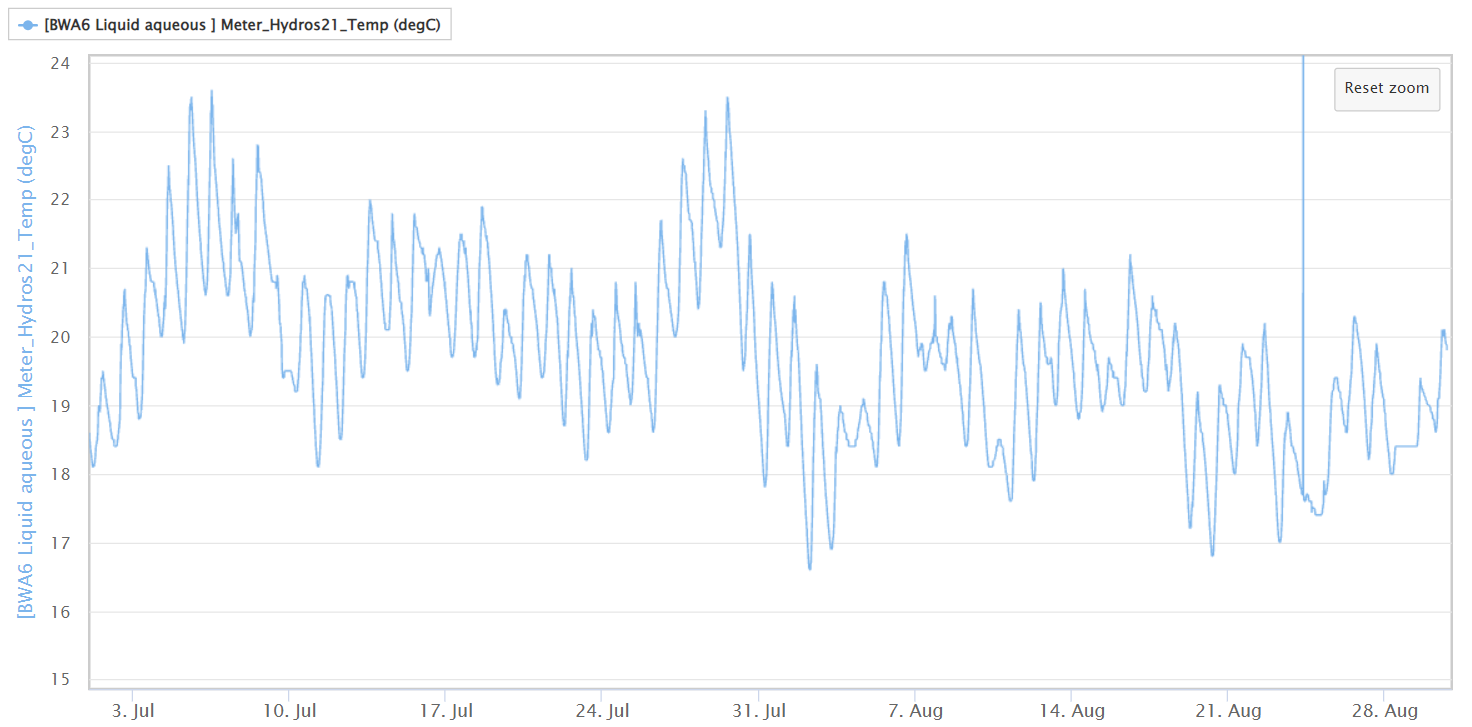 [BWA6 Liquid aqueous ] Meter_Hydros21_Temp (degC)
Reset zoom
[BWA6 Liquid aqueous ] Meter_Hydros21_Temp (degC)
24
23
22
21
20
19
18
17
16
15
3. Jul 10. Jul 17. Jul 24. Jul 31. Jul 7. Aug 14. Aug 21. Aug 28. Aug